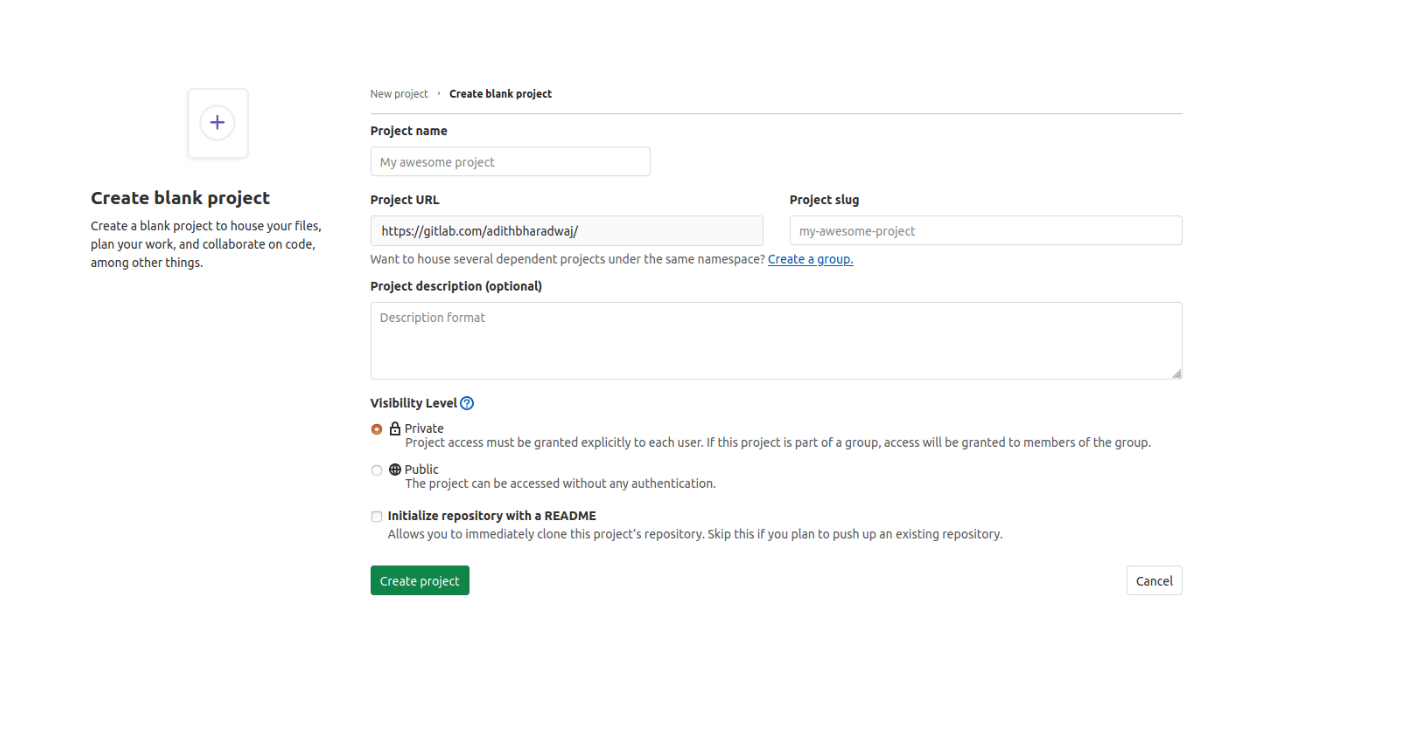 New project › Create blank project
Create blank project
Create a blank project to house your files,
plan your work, and collaborate on code,
among other things.
Project name
My awesome project
Project URL
Project slug
https://gitlab.com/adithbharadwaj/
my-awesome-project
Want to house several dependent projects under the same namespace? Create a group.
Project description (optional)
Description format
Visibility Level ?
Private
Project access must be granted explicitly to each user. If this project is part of a group, access will be granted to members of the group.
Public
The project can be accessed without any authentication.
Initialize repository with a README
Allows you to immediately clone this project’s repository. Skip this if you plan to push up an existing repository.
Create project
Cancel